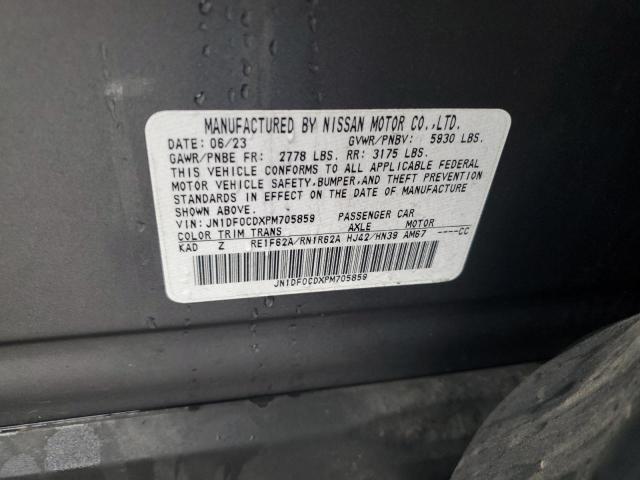 MANUFACTURED BY NISSAN MOTOR CO.,LTD.
DATE: 06/23 GVWR/PNBV: 5930 LBS.
GAWR/PNBE FR: 2778 LBS. RR: 3175 LBS.
THIS VEHICLE CONFORMS TO ALL APPLICABLE FEDERAL
MOTOR VEHICLE SAFETY,BUMPER,AND THEFT PREVENTION
STANDARDS IN EFFECT ON THE DATE OF MANUFACTURE
SHOWN ABOVE.
VIN: JN1DF0CDXPM705859 PASSENGER CAR
COLOR TRIM TRANS AXLE MOTOR
KAD Z RE1F62A/RN1R62A HJ42/HN39 AM67 ----CC
JN1DF0CDXPM705859